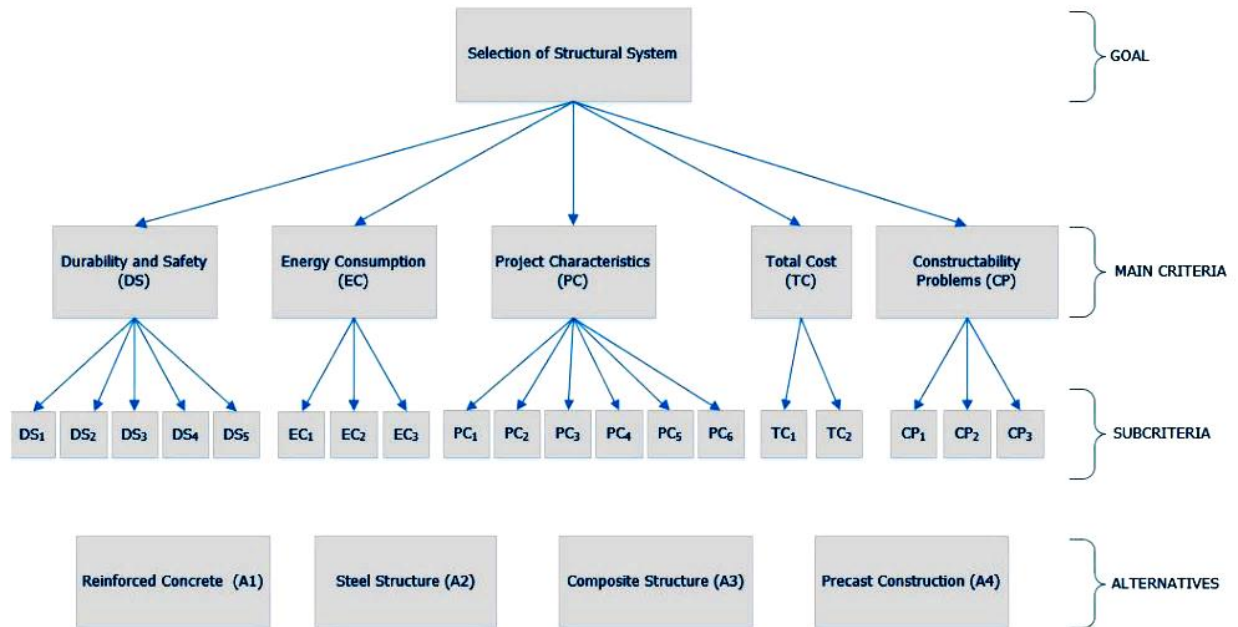 Selection of Structural System
GOAL
Durability and Safety
(DS)
Energy Consumption
(EC)
Project Characteristics
(PC)
Total Cost
(TC)
Constructability
Problems (CP)
MAIN CRITERIA
DS₁ DS₂ DS₃ DS₄ DS₅ EC₁ EC₂ EC₃ PC₁ PC₂ PC₃ PC₄ PC₅ PC₆ TC₁ TC₂ CP₁ CP₂ CP₃
SUBCRITERIA
Reinforced Concrete (A1)
Steel Structure (A2)
Composite Structure (A3)
Precast Construction (A4)
ALTERNATIVES